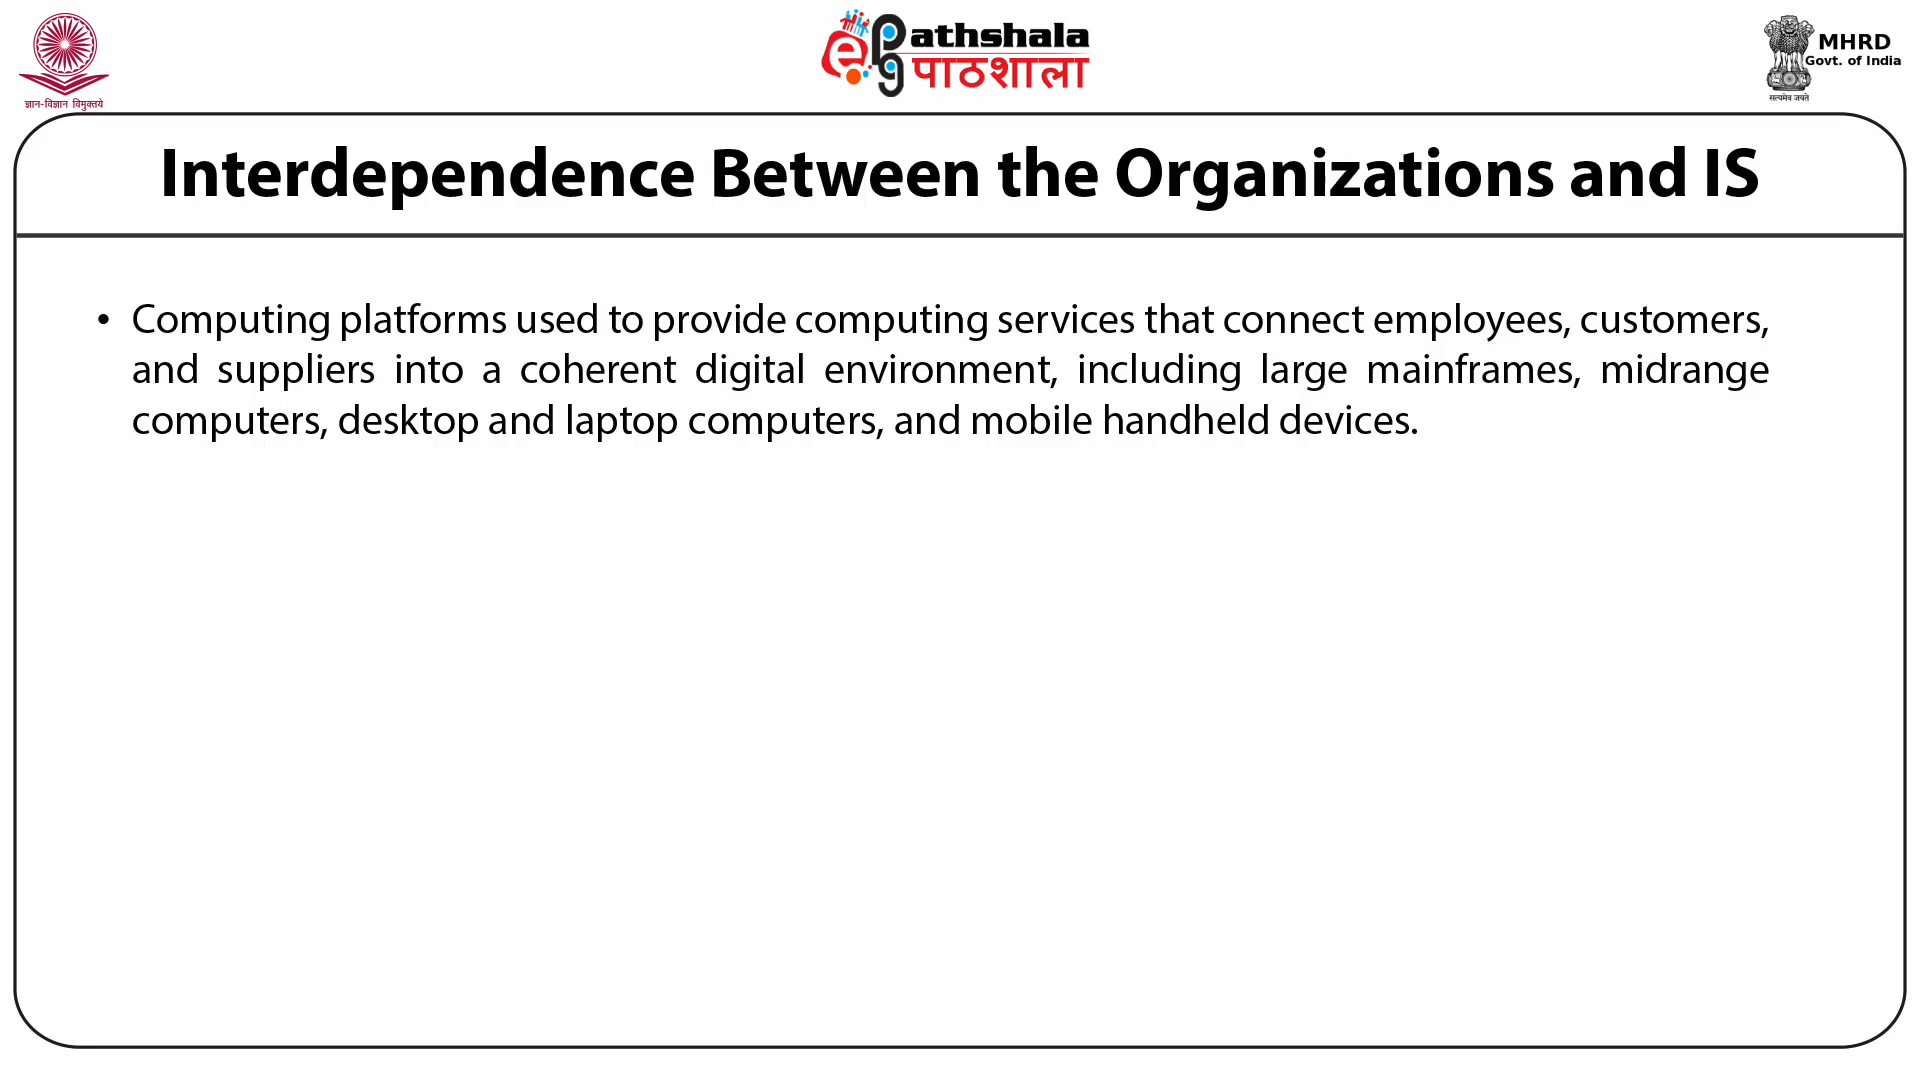 ज्ञान-विज्ञान विमुक्तये
e
pg
athshala
पाठशाला
MHRD
Govt. of India
सत्यमेव जयते
Interdependence Between the Organizations and IS
• Computing platforms used to provide computing services that connect employees, customers,
and suppliers into a coherent digital environment, including large mainframes, midrange
computers, desktop and laptop computers, and mobile handheld devices.